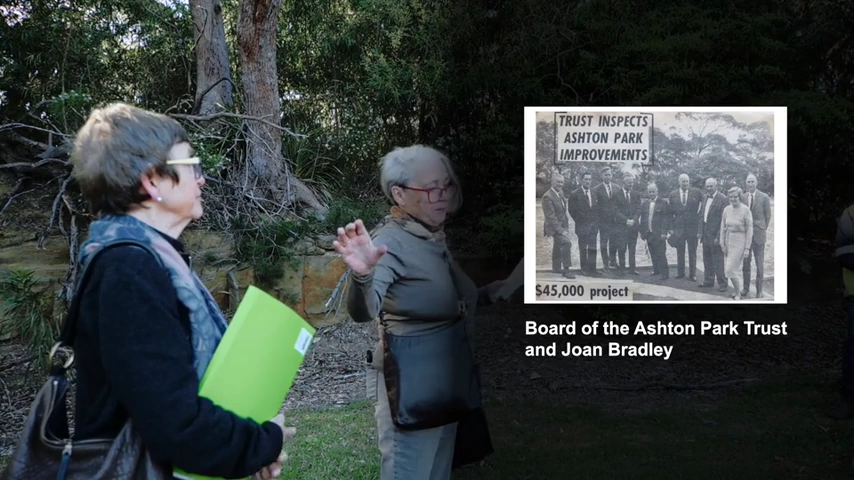 TRUST INSPECTS
ASHTON PARK
IMPROVEMENTS
$45,000 project
Board of the Ashton Park Trust
and Joan Bradley